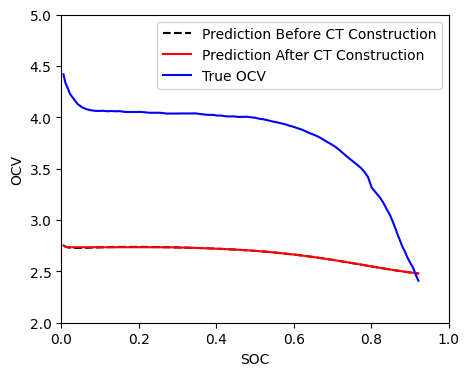 5.0
4.5
4.0
3.5
3.0
2.5
2.0
OCV
Prediction Before CT Construction
Prediction After CT Construction
True OCV
0.0 0.2 0.4 0.6 0.8 1.0
SOC